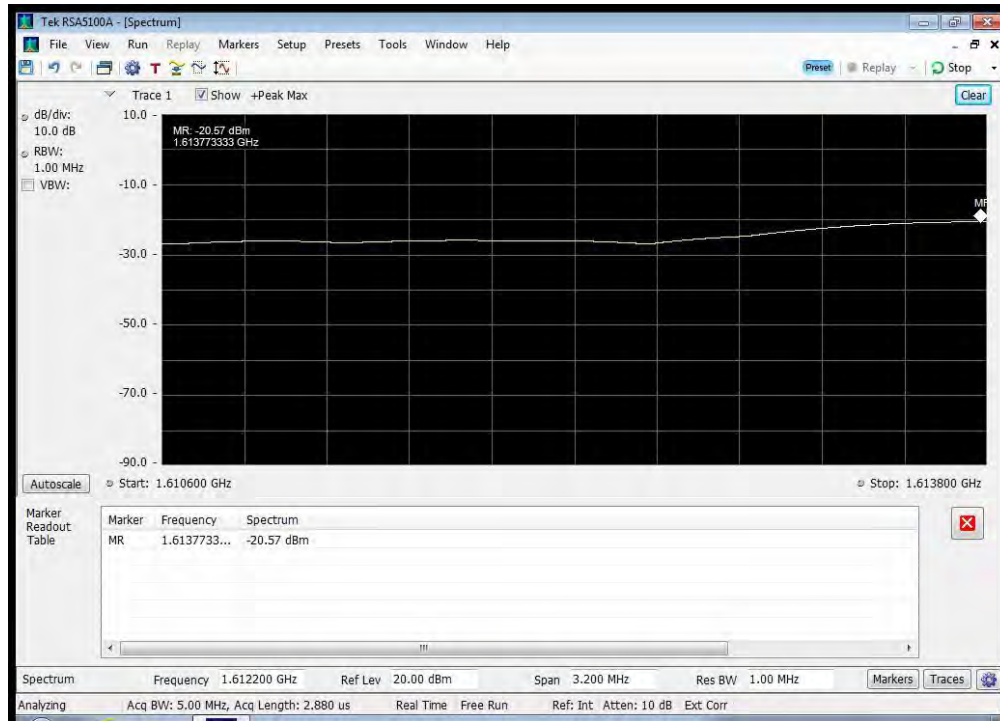 Tek RSA5100A - [Spectrum]
File View Run Replay Markers Setup Presets Tools Window Help
T Preset Replay Stop
Trace 1 Show +Peak Max Clear
dB/div:
10.0 dB
RBW:
1.00 MHz
VBW:
10.0
-10.0
-30.0
-50.0
-70.0
-90.0
MR: -20.57 dBm
1.613773333 GHz
MR
Autoscale Start: 1.610600 GHz Stop: 1.613800 GHz
Marker
Readout
Table
Marker Frequency Spectrum
MR 1.6137733... -20.57 dBm
Spectrum Frequency 1.612200 GHz Ref Lev 20.00 dBm Span 3.200 MHz Res BW 1.00 MHz Markers Traces
Analyzing Acq BW: 5.00 MHz, Acq Length: 2.880 us Real Time Free Run Ref: Int Atten: 10 dB Ext Corr